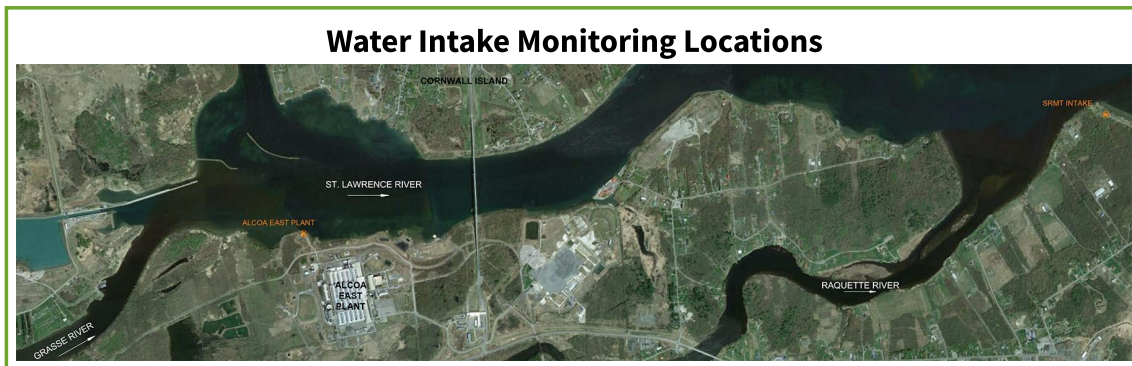 Water Intake Monitoring Locations
CORNWALL ISLAND
SRMT INTAKE
ST. LAWRENCE RIVER
ALCOA EAST PLANT
ALCOA
EAST
PLANT
RAQUETTE RIVER
GRASSE RIVER